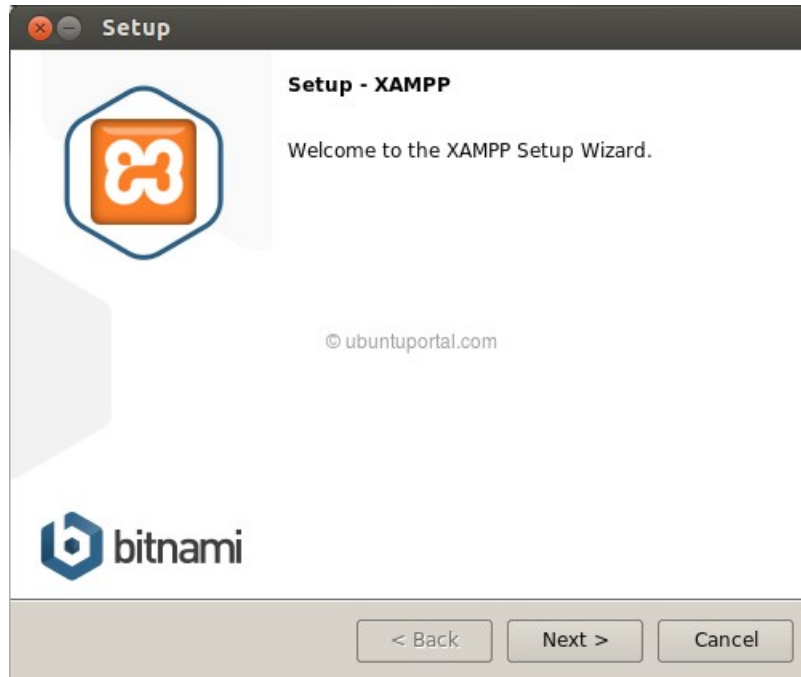 Setup
Setup - XAMPP
Welcome to the XAMPP Setup Wizard.
© ubuntuportal.com
bitnami
< Back Next > Cancel